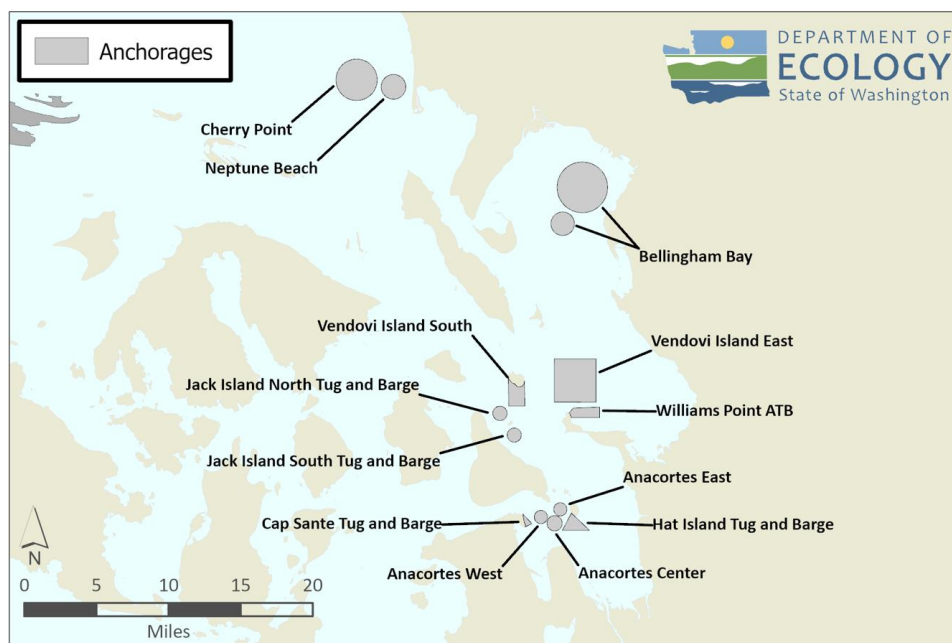 Anchorages
DEPARTMENT OF
ECOLOGY
State of Washington
Cherry Point
Neptune Beach
Bellingham Bay
Vendovi Island South
Vendovi Island East
Jack Island North Tug and Barge
Williams Point ATB
Jack Island South Tug and Barge
Anacortes East
Cap Sante Tug and Barge
Hat Island Tug and Barge
Anacortes West
Anacortes Center
N
0 5 10 15 20
Miles